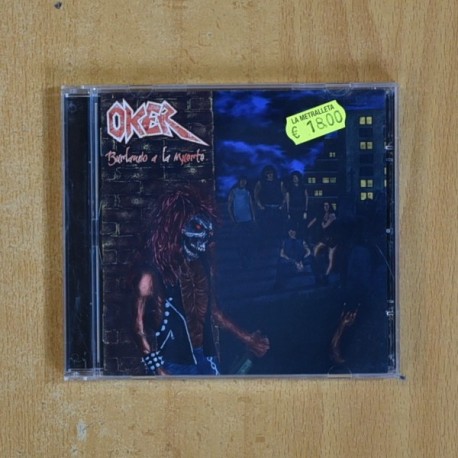 OKER
Burlando a la Muerte.
LA METRALLETA
€ 18.00